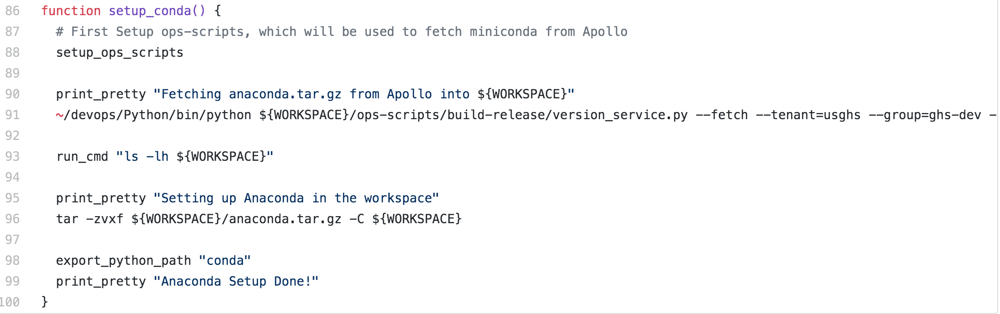 86 function setup_conda() {
87 # First Setup ops-scripts, which will be used to fetch miniconda from Apollo
88 setup_ops_scripts
89
90 print_pretty "Fetching anaconda.tar.gz from Apollo into ${WORKSPACE}"
91 ~/devops/Python/bin/python ${WORKSPACE}/ops-scripts/build-release/version_service.py --fetch --tenant=usghs --group=ghs-dev -
92
93 run_cmd "ls -lh ${WORKSPACE}"
94
95 print_pretty "Setting up Anaconda in the workspace"
96 tar -zvxf ${WORKSPACE}/anaconda.tar.gz -C ${WORKSPACE}
97
98 export_python_path "conda"
99 print_pretty "Anaconda Setup Done!"
100 }